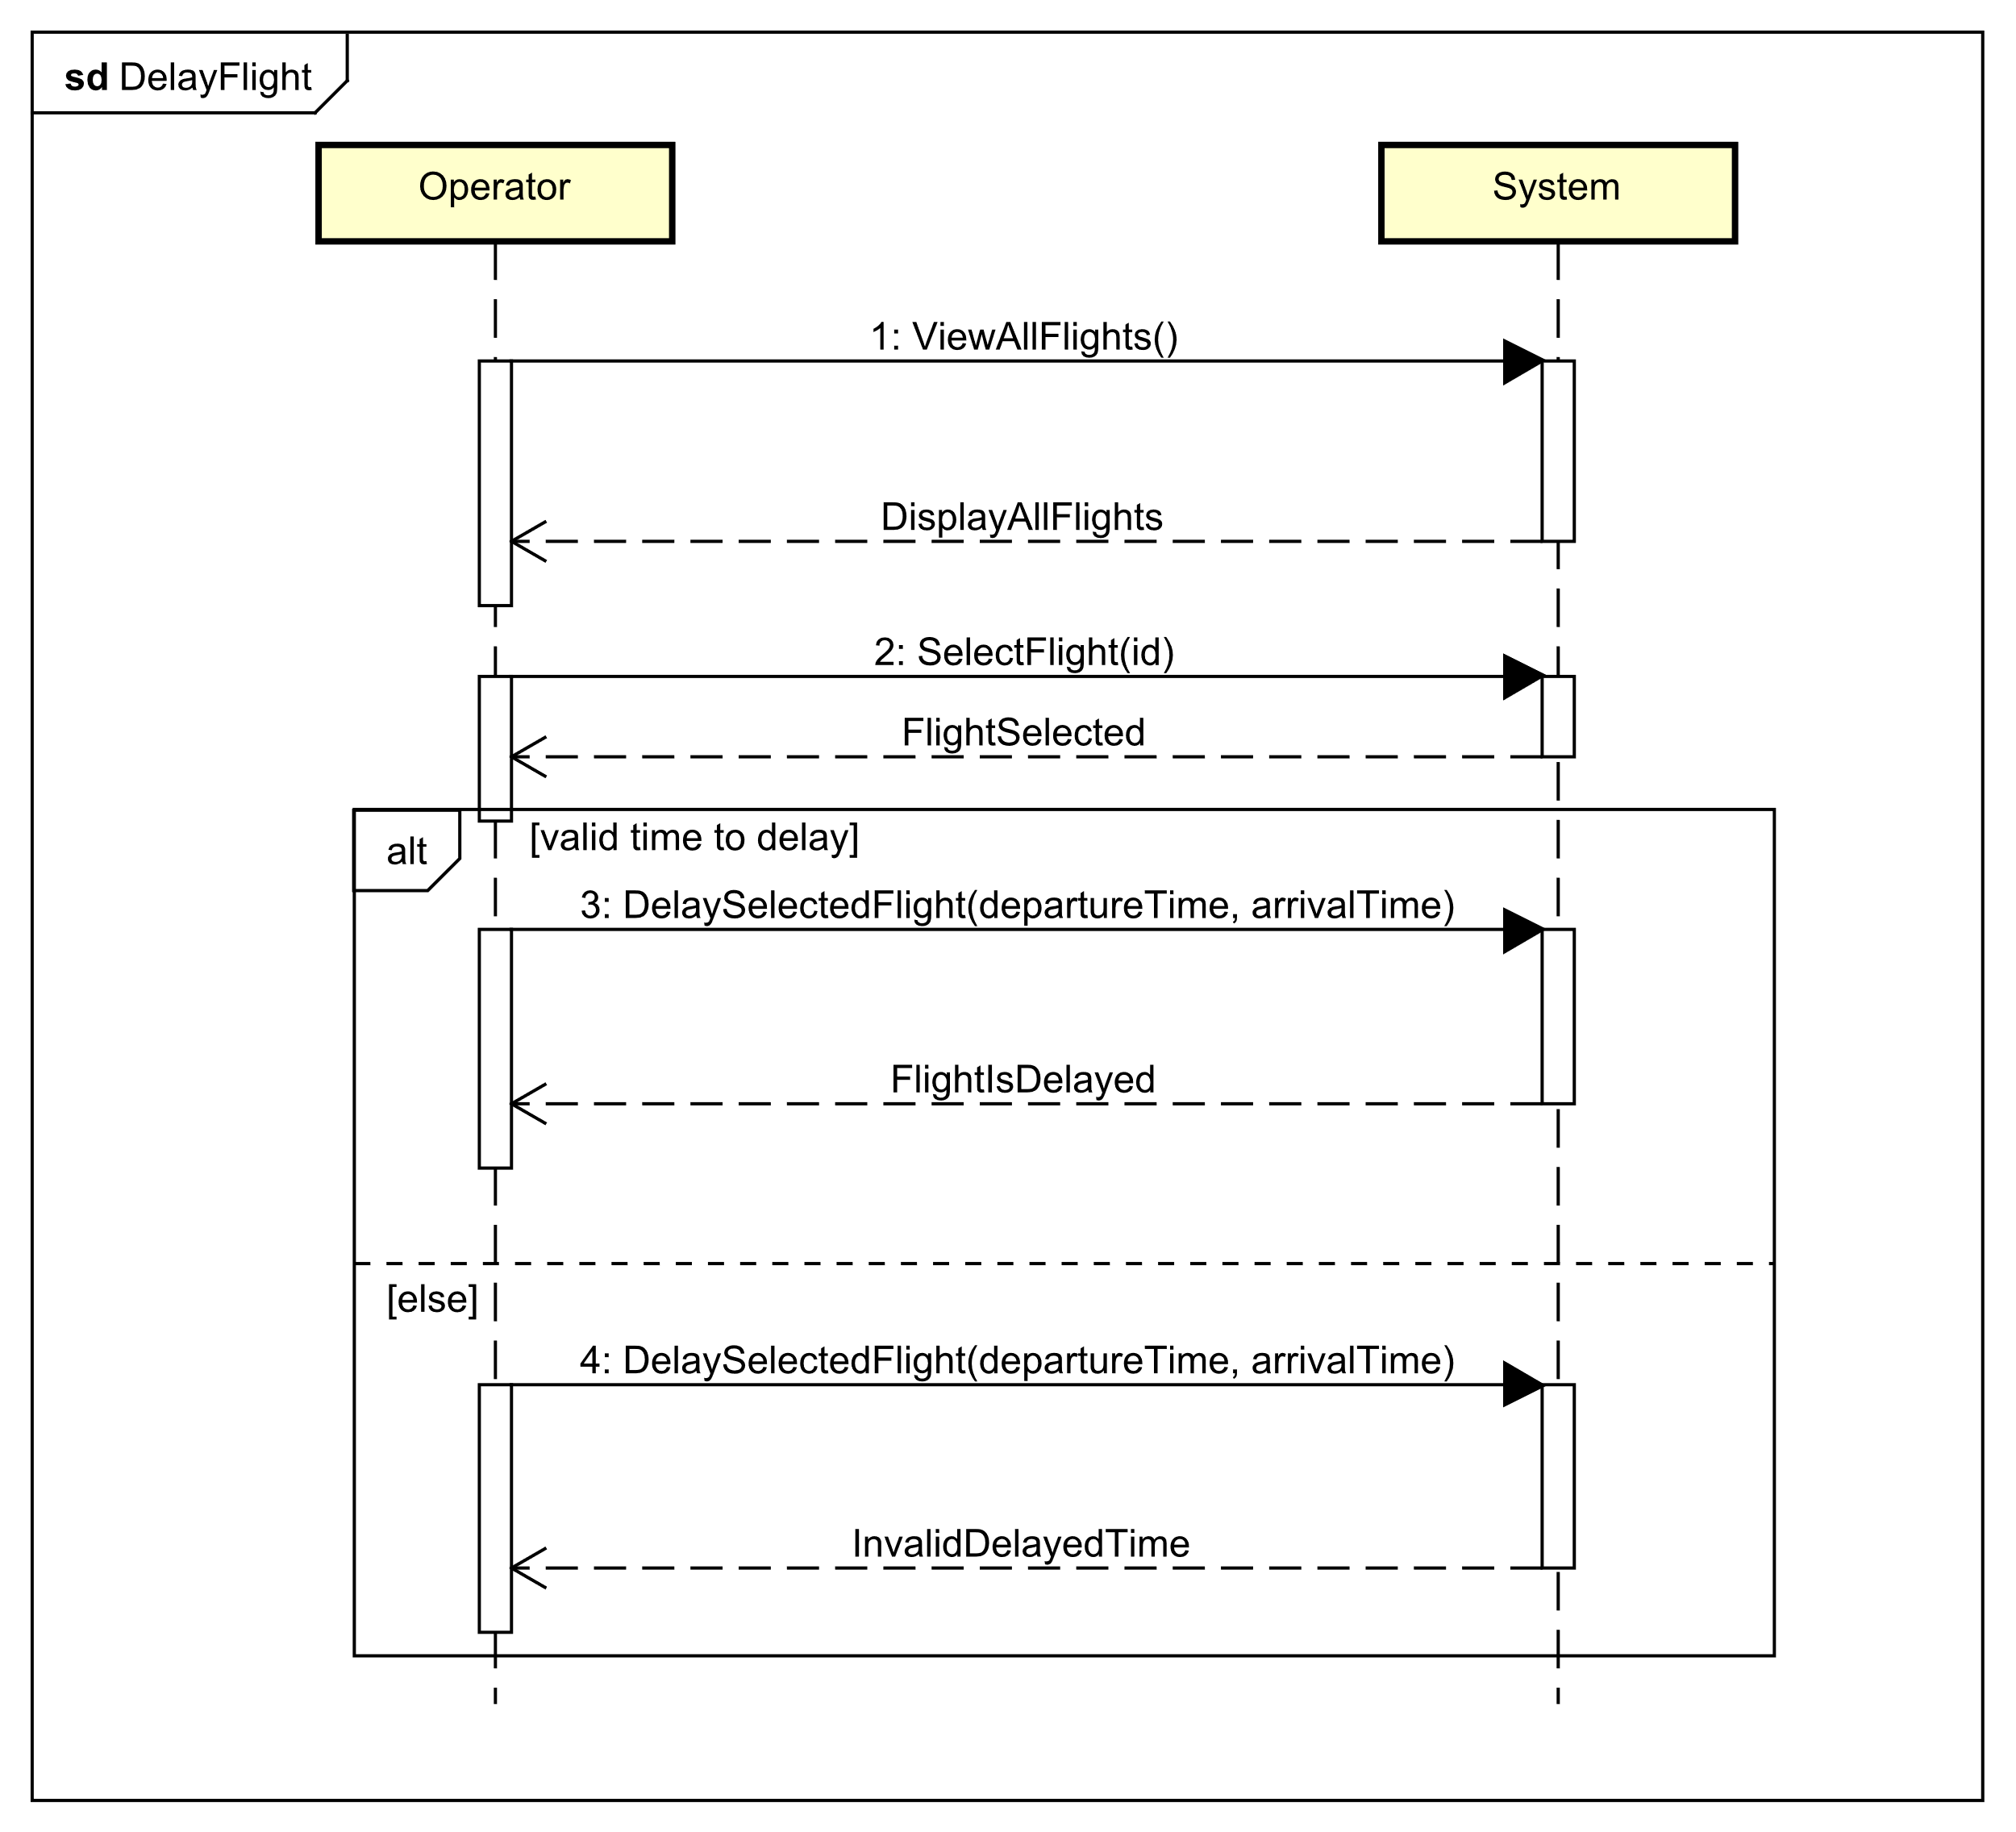 sd DelayFlight
Operator
System
1: ViewAllFlights()
DisplayAllFlights
2: SelectFlight(id)
FlightSelected
alt
[valid time to delay]
3: DelaySelectedFlight(departureTime, arrivalTime)
FlightIsDelayed
[else]
4: DelaySelectedFlight(departureTime, arrivalTime)
InvalidDelayedTime